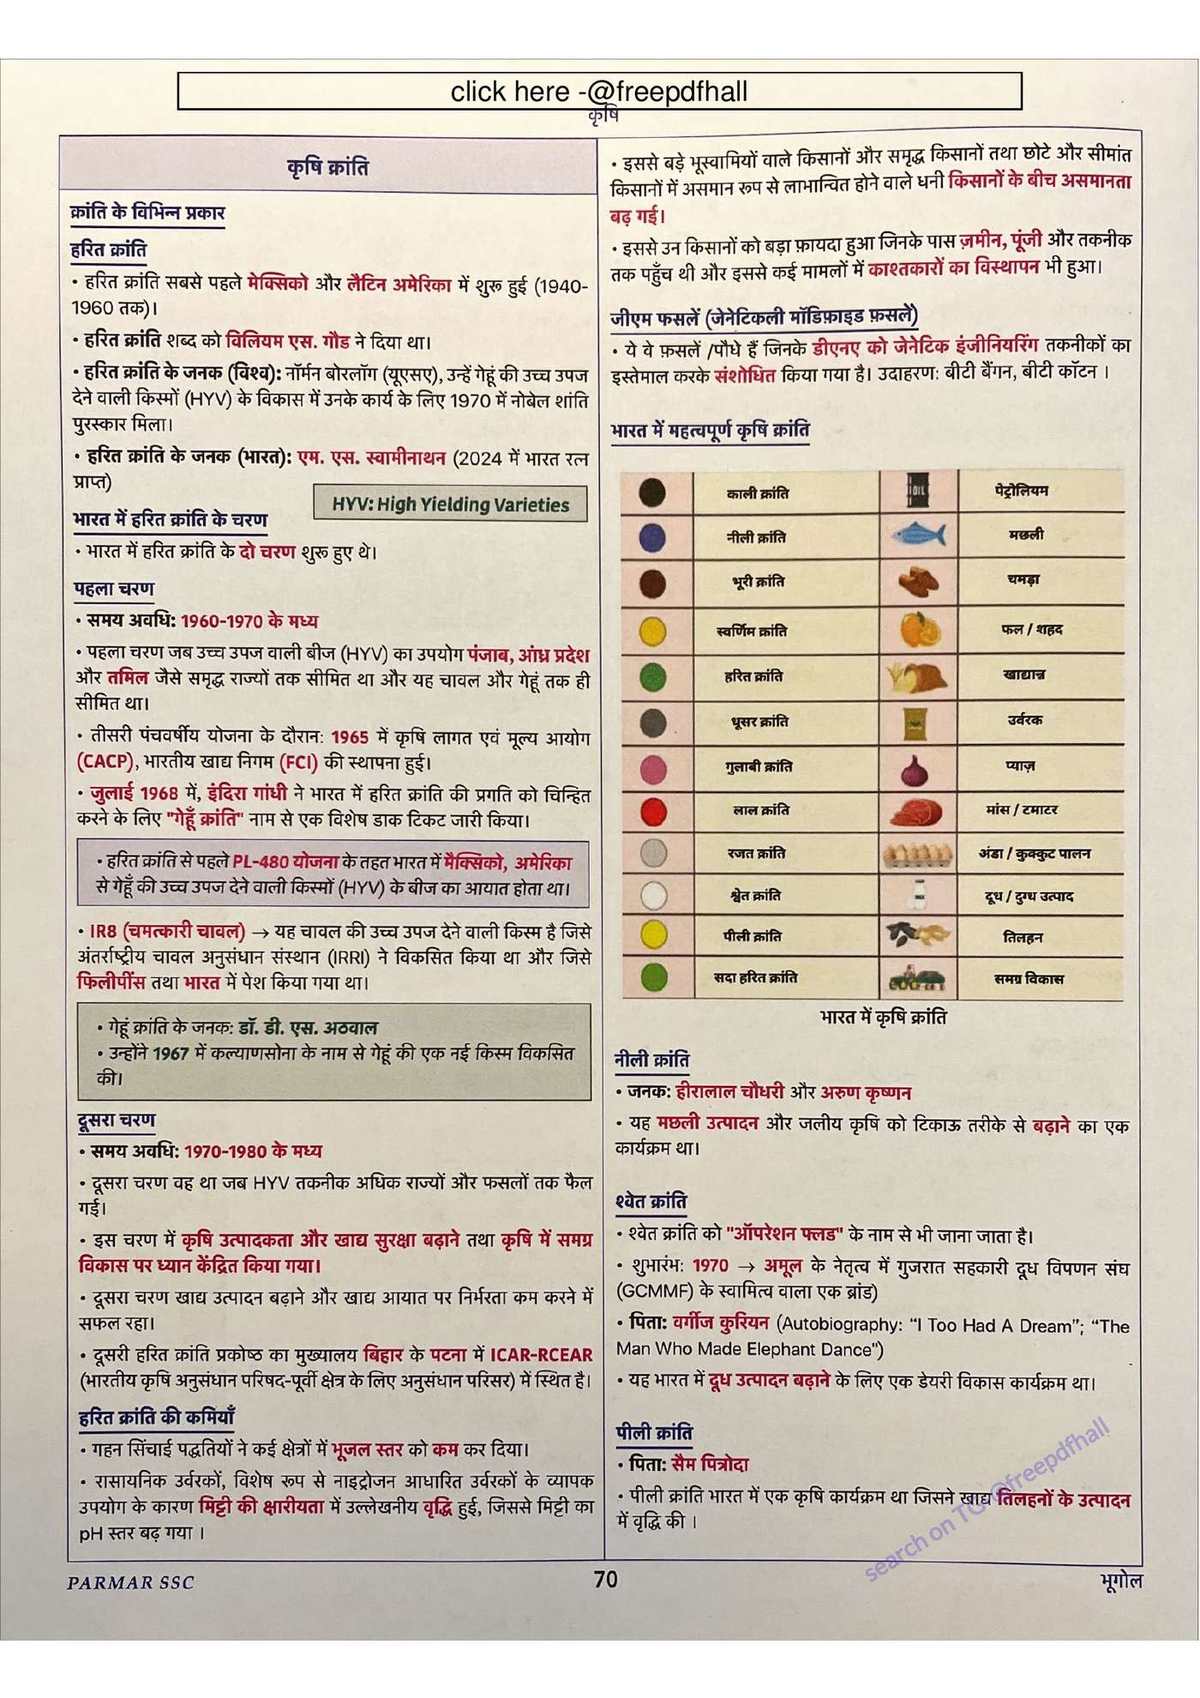 click here -@freepdfhall
कृषि
कृषि क्रांति
क्रांति के विभिन्न प्रकार
हरित क्रांति
• हरित क्रांति सबसे पहले मेक्सिको और लैटिन अमेरिका में शुरू हुई (1940-
1960 तक)।
• हरित क्रांति शब्द को विलियम एस. गौड ने दिया था।
• हरित क्रांति के जनक (विश्व): नॉर्मन बोरलॉग (यूएसए), उन्हें गेहूं की उच्च उपज
देने वाली किस्मों (HYV) के विकास में उनके कार्य के लिए 1970 में नोबेल शांति
पुरस्कार मिला।
• हरित क्रांति के जनक (भारत): एम. एस. स्वामीनाथन (2024 में भारत रत्न
प्राप्त)
HYV: High Yielding Varieties
भारत में हरित क्रांति के चरण
• भारत में हरित क्रांति के दो चरण शुरू हुए थे।
पहला चरण
• समय अवधि: 1960-1970 के मध्य
• पहला चरण जब उच्च उपज वाली बीज (HYV) का उपयोग पंजाब, आंध्र प्रदेश
और तमिल जैसे समृद्ध राज्यों तक सीमित था और यह चावल और गेहूं तक ही
सीमित था।
• तीसरी पंचवर्षीय योजना के दौरान: 1965 में कृषि लागत एवं मूल्य आयोग
(CACP), भारतीय खाद्य निगम (FCI) की स्थापना हुई।
• जुलाई 1968 में, इंदिरा गांधी ने भारत में हरित क्रांति की प्रगति को चिन्हित
करने के लिए "गेहूँ क्रांति" नाम से एक विशेष डाक टिकट जारी किया।
• हरित क्रांति से पहले PL-480 योजना के तहत भारत में मैक्सिको, अमेरिका
से गेहूँ की उच्च उपज देने वाली किस्मों (HYV) के बीज का आयात होता था।
• IR8 (चमत्कारी चावल) → यह चावल की उच्च उपज देने वाली किस्म है जिसे
अंतर्राष्ट्रीय चावल अनुसंधान संस्थान (IRRI) ने विकसित किया था और जिसे
फिलीपींस तथा भारत में पेश किया गया था।
• गेहूं क्रांति के जनक: डॉ. डी. एस. अठवाल
• उन्होंने 1967 में कल्याणसोना के नाम से गेहूं की एक नई किस्म विकसित
की।
दूसरा चरण
• समय अवधि: 1970-1980 के मध्य
• दूसरा चरण वह था जब HYV तकनीक अधिक राज्यों और फसलों तक फैल
गई।
• इस चरण में कृषि उत्पादकता और खाद्य सुरक्षा बढ़ाने तथा कृषि में समग्र
विकास पर ध्यान केंद्रित किया गया।
• दूसरा चरण खाद्य उत्पादन बढ़ाने और खाद्य आयात पर निर्भरता कम करने में
सफल रहा।
• दूसरी हरित क्रांति प्रकोष्ठ का मुख्यालय बिहार के पटना में ICAR-RCEAR
(भारतीय कृषि अनुसंधान परिषद-पूर्वी क्षेत्र के लिए अनुसंधान परिसर) में स्थित है।
हरित क्रांति की कमियाँ
• गहन सिंचाई पद्धतियों ने कई क्षेत्रों में भूजल स्तर को कम कर दिया।
• रासायनिक उर्वरकों, विशेष रूप से नाइट्रोजन आधारित उर्वरकों के व्यापक
उपयोग के कारण मिट्टी की क्षारीयता में उल्लेखनीय वृद्धि हुई, जिससे मिट्टी का
pH स्तर बढ़ गया ।
• इससे बड़े भूस्वामियों वाले किसानों और समृद्ध किसानों तथा छोटे और सीमांत
किसानों में असमान रूप से लाभान्वित होने वाले धनी किसानों के बीच असमानता
बढ़ गई।
• इससे उन किसानों को बड़ा फ़ायदा हुआ जिनके पास ज़मीन, पूंजी और तकनीक
तक पहुँच थी और इससे कई मामलों में काश्तकारों का विस्थापन भी हुआ।
जीएम फसलें (जेनेटिकली मॉडिफ़ाइड फ़सलें)
• ये वे फ़सलें /पौधे हैं जिनके डीएनए को जेनेटिक इंजीनियरिंग तकनीकों का
इस्तेमाल करके संशोधित किया गया है। उदाहरण: बीटी बैंगन, बीटी कॉटन ।
भारत में महत्वपूर्ण कृषि क्रांति
काली क्रांति OIL पेट्रोलियम
नीली क्रांति मछली
भूरी क्रांति चमड़ा
स्वर्णिम क्रांति फल / शहद
हरित क्रांति खाद्यान्न
धूसर क्रांति उर्वरक
गुलाबी क्रांति प्याज़
लाल क्रांति मांस / टमाटर
रजत क्रांति अंडा / कुक्कुट पालन
श्वेत क्रांति दूध / दुग्ध उत्पाद
पीली क्रांति तिलहन
सदा हरित क्रांति समग्र विकास
भारत में कृषि क्रांति
नीली क्रांति
• जनक: हीरालाल चौधरी और अरुण कृष्णन
• यह मछली उत्पादन और जलीय कृषि को टिकाऊ तरीके से बढ़ाने का एक
कार्यक्रम था।
श्वेत क्रांति
• श्वेत क्रांति को "ऑपरेशन फ्लड" के नाम से भी जाना जाता है।
• शुभारंभ: 1970 → अमूल के नेतृत्व में गुजरात सहकारी दूध विपणन संघ
(GCMMF) के स्वामित्व वाला एक ब्रांड)
• पिता: वर्गीज कुरियन (Autobiography: “I Too Had A Dream”; “The
Man Who Made Elephant Dance")
• यह भारत में दूध उत्पादन बढ़ाने के लिए एक डेयरी विकास कार्यक्रम था।
पीली क्रांति
• पिता: सैम पित्रोदा
• पीली क्रांति भारत में एक कृषि कार्यक्रम था जिसने खाद्य तिलहनों के उत्पादन
में वृद्धि की ।
search on TG @freepdfhall
PARMAR SSC
70
भूगोल